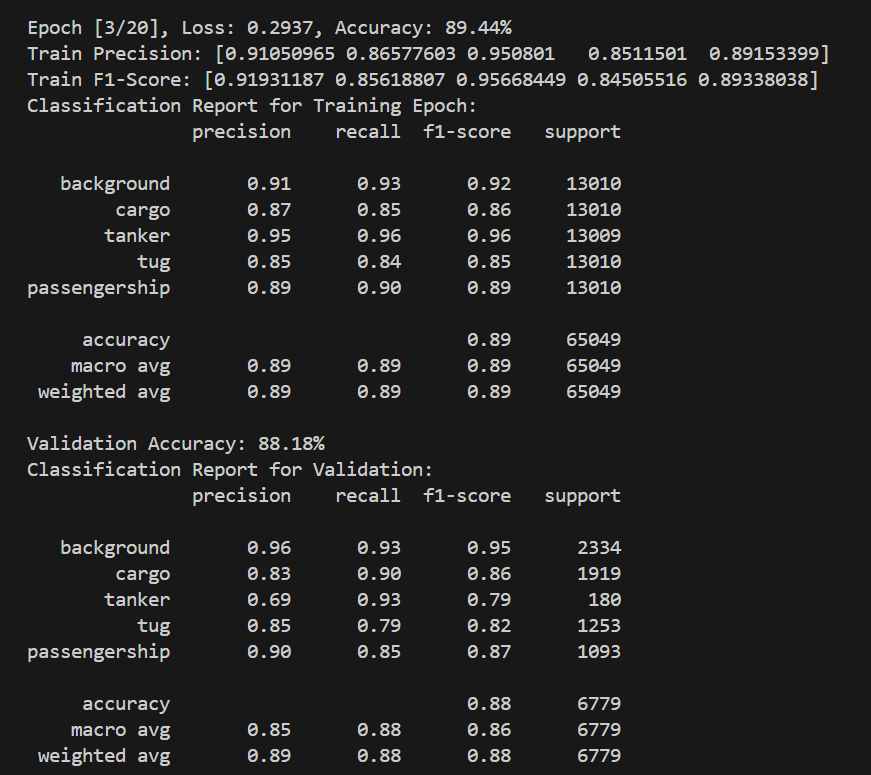 Epoch [3/20], Loss: 0.2937, Accuracy: 89.44%
Train Precision: [0.91050965 0.86577603 0.950801   0.8511501  0.89153399]
Train F1-Score: [0.91931187 0.85618807 0.95668449 0.84505516 0.89338038]
Classification Report for Training Epoch:
               precision    recall  f1-score   support

   background       0.91      0.93      0.92     13010
        cargo       0.87      0.85      0.86     13010
       tanker       0.95      0.96      0.96     13009
          tug       0.85      0.84      0.85     13010
passengership       0.89      0.90      0.89     13010

     accuracy                           0.89     65049
    macro avg       0.89      0.89      0.89     65049
 weighted avg       0.89      0.89      0.89     65049

Validation Accuracy: 88.18%
Classification Report for Validation:
               precision    recall  f1-score   support

   background       0.96      0.93      0.95      2334
        cargo       0.83      0.90      0.86      1919
       tanker       0.69      0.93      0.79       180
          tug       0.85      0.79      0.82      1253
passengership       0.90      0.85      0.87      1093

     accuracy                           0.88      6779
    macro avg       0.85      0.88      0.86      6779
 weighted avg       0.89      0.88      0.88      6779